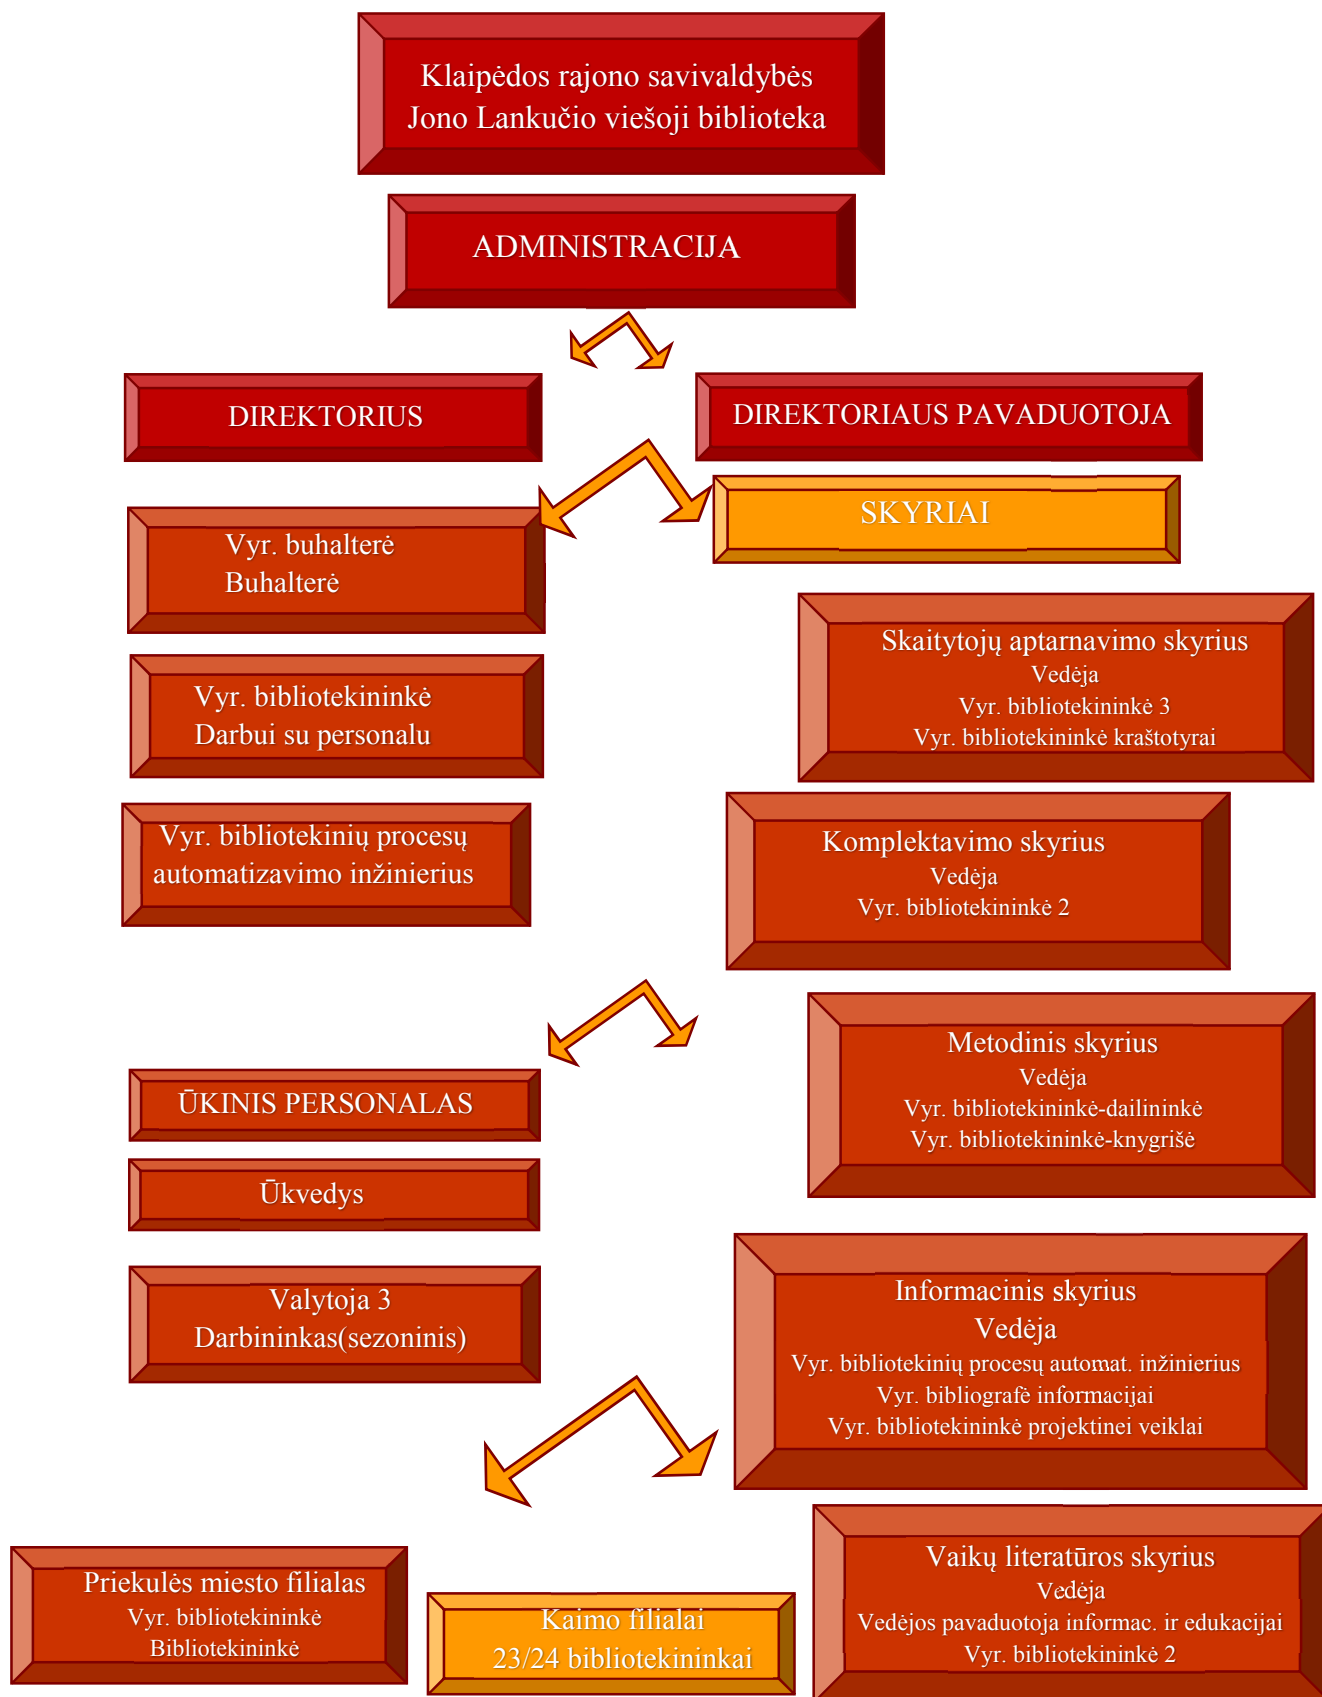 Klaipėdos rajono savivaldybės
Jono Lankučio viešoji biblioteka
ADMINISTRACIJA
DIREKTORIUS
DIREKTORIAUS PAVADUOTOJA
Vyr. buhalterė
Buhalterė
Vyr. bibliotekininkė
Darbui su personalu
Vyr. bibliotekinių procesų
automatizavimo inžinierius
SKYRIAI
Skaitytojų aptarnavimo skyrius
Vedėja
Vyr. bibliotekininkė 3
Vyr. bibliotekininkė kraštotyrai
Komplektavimo skyrius
Vedėja
Vyr. bibliotekininkė 2
Metodinis skyrius
Vedėja
Vyr. bibliotekininkė-dailininkė
Vyr. bibliotekininkė-knygrišė
ŪKINIS PERSONALAS
Ūkvedys
Valytoja 3
Darbininkas(sezoninis)
Informacinis skyrius
Vedėja
Vyr. bibliotekinių procesų automat. inžinierius
Vyr. bibliografė informacijai
Vyr. bibliotekininkė projektinei veiklai
Priekulės miesto filialas
Vyr. bibliotekininkė
Bibliotekininkė
Kaimo filialai
23/24 bibliotekininkai
Vaikų literatūros skyrius
Vedėja
Vedėjos pavaduotoja informac. ir edukacijai
Vyr. bibliotekininkė 2